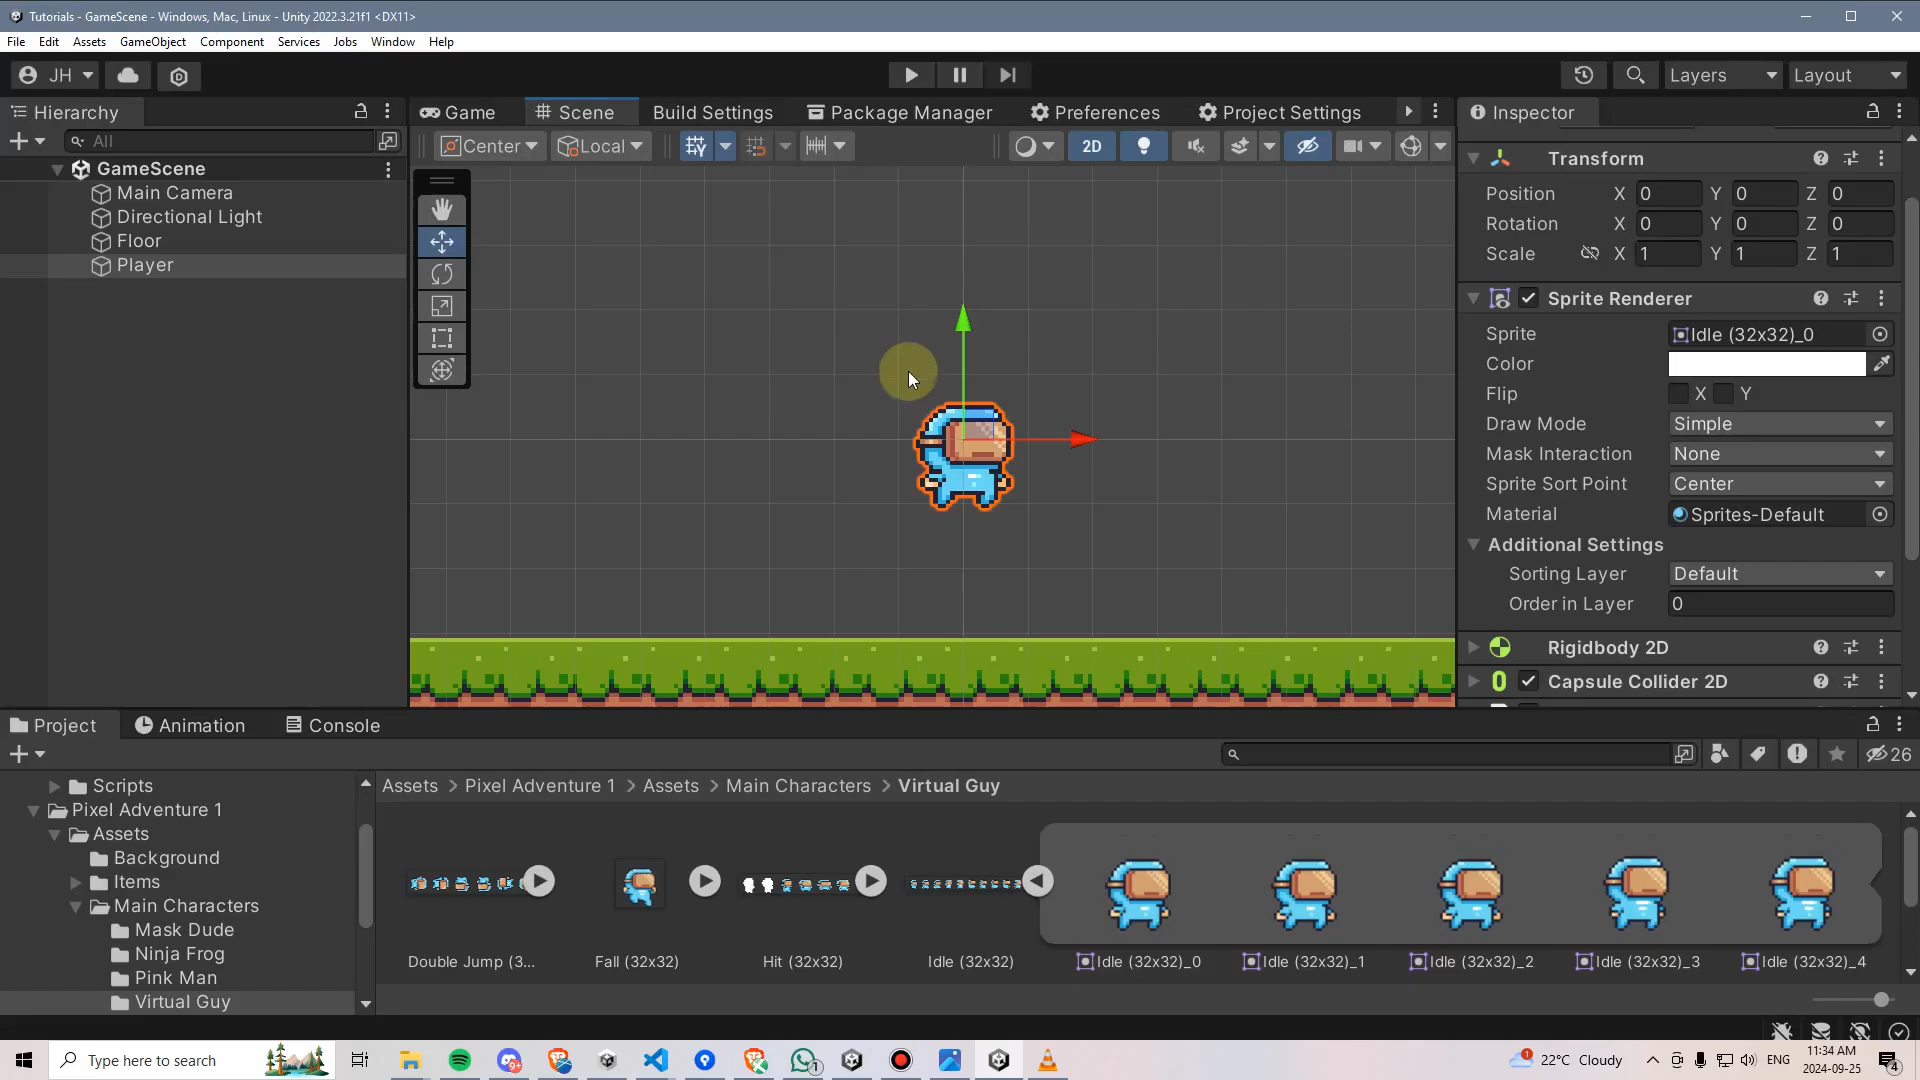 Tutorials - GameScene - Windows, Mac, Linux - Unity 2022.3.21f1 <DX11>
File Edit Assets GameObject Component Services Jobs Window Help
JH
Layers Layout
Hierarchy
Game Scene Build Settings Package Manager Preferences Project Settings
Inspector
All
Center Local 2D
GameScene
Main Camera
Directional Light
Floor
Player
Transform
Position X 0 Y 0 Z 0
Rotation X 0 Y 0 Z 0
Scale X 1 Y 1 Z 1
Sprite Renderer
Sprite Idle (32x32)_0
Color
Flip X Y
Draw Mode Simple
Mask Interaction None
Sprite Sort Point Center
Material Sprites-Default
Additional Settings
Sorting Layer Default
Order in Layer 0
Rigidbody 2D
Capsule Collider 2D
Project Animation Console
26
Scripts
Pixel Adventure 1
Assets
Background
Items
Main Characters
Mask Dude
Ninja Frog
Pink Man
Virtual Guy
Assets > Pixel Adventure 1 > Assets > Main Characters > Virtual Guy
Double Jump (3... Fall (32x32) Hit (32x32) Idle (32x32) Idle (32x32)_0 Idle (32x32)_1 Idle (32x32)_2 Idle (32x32)_3 Idle (32x32)_4
Type here to search
22°C Cloudy
ENG
11:34 AM
2024-09-25
4